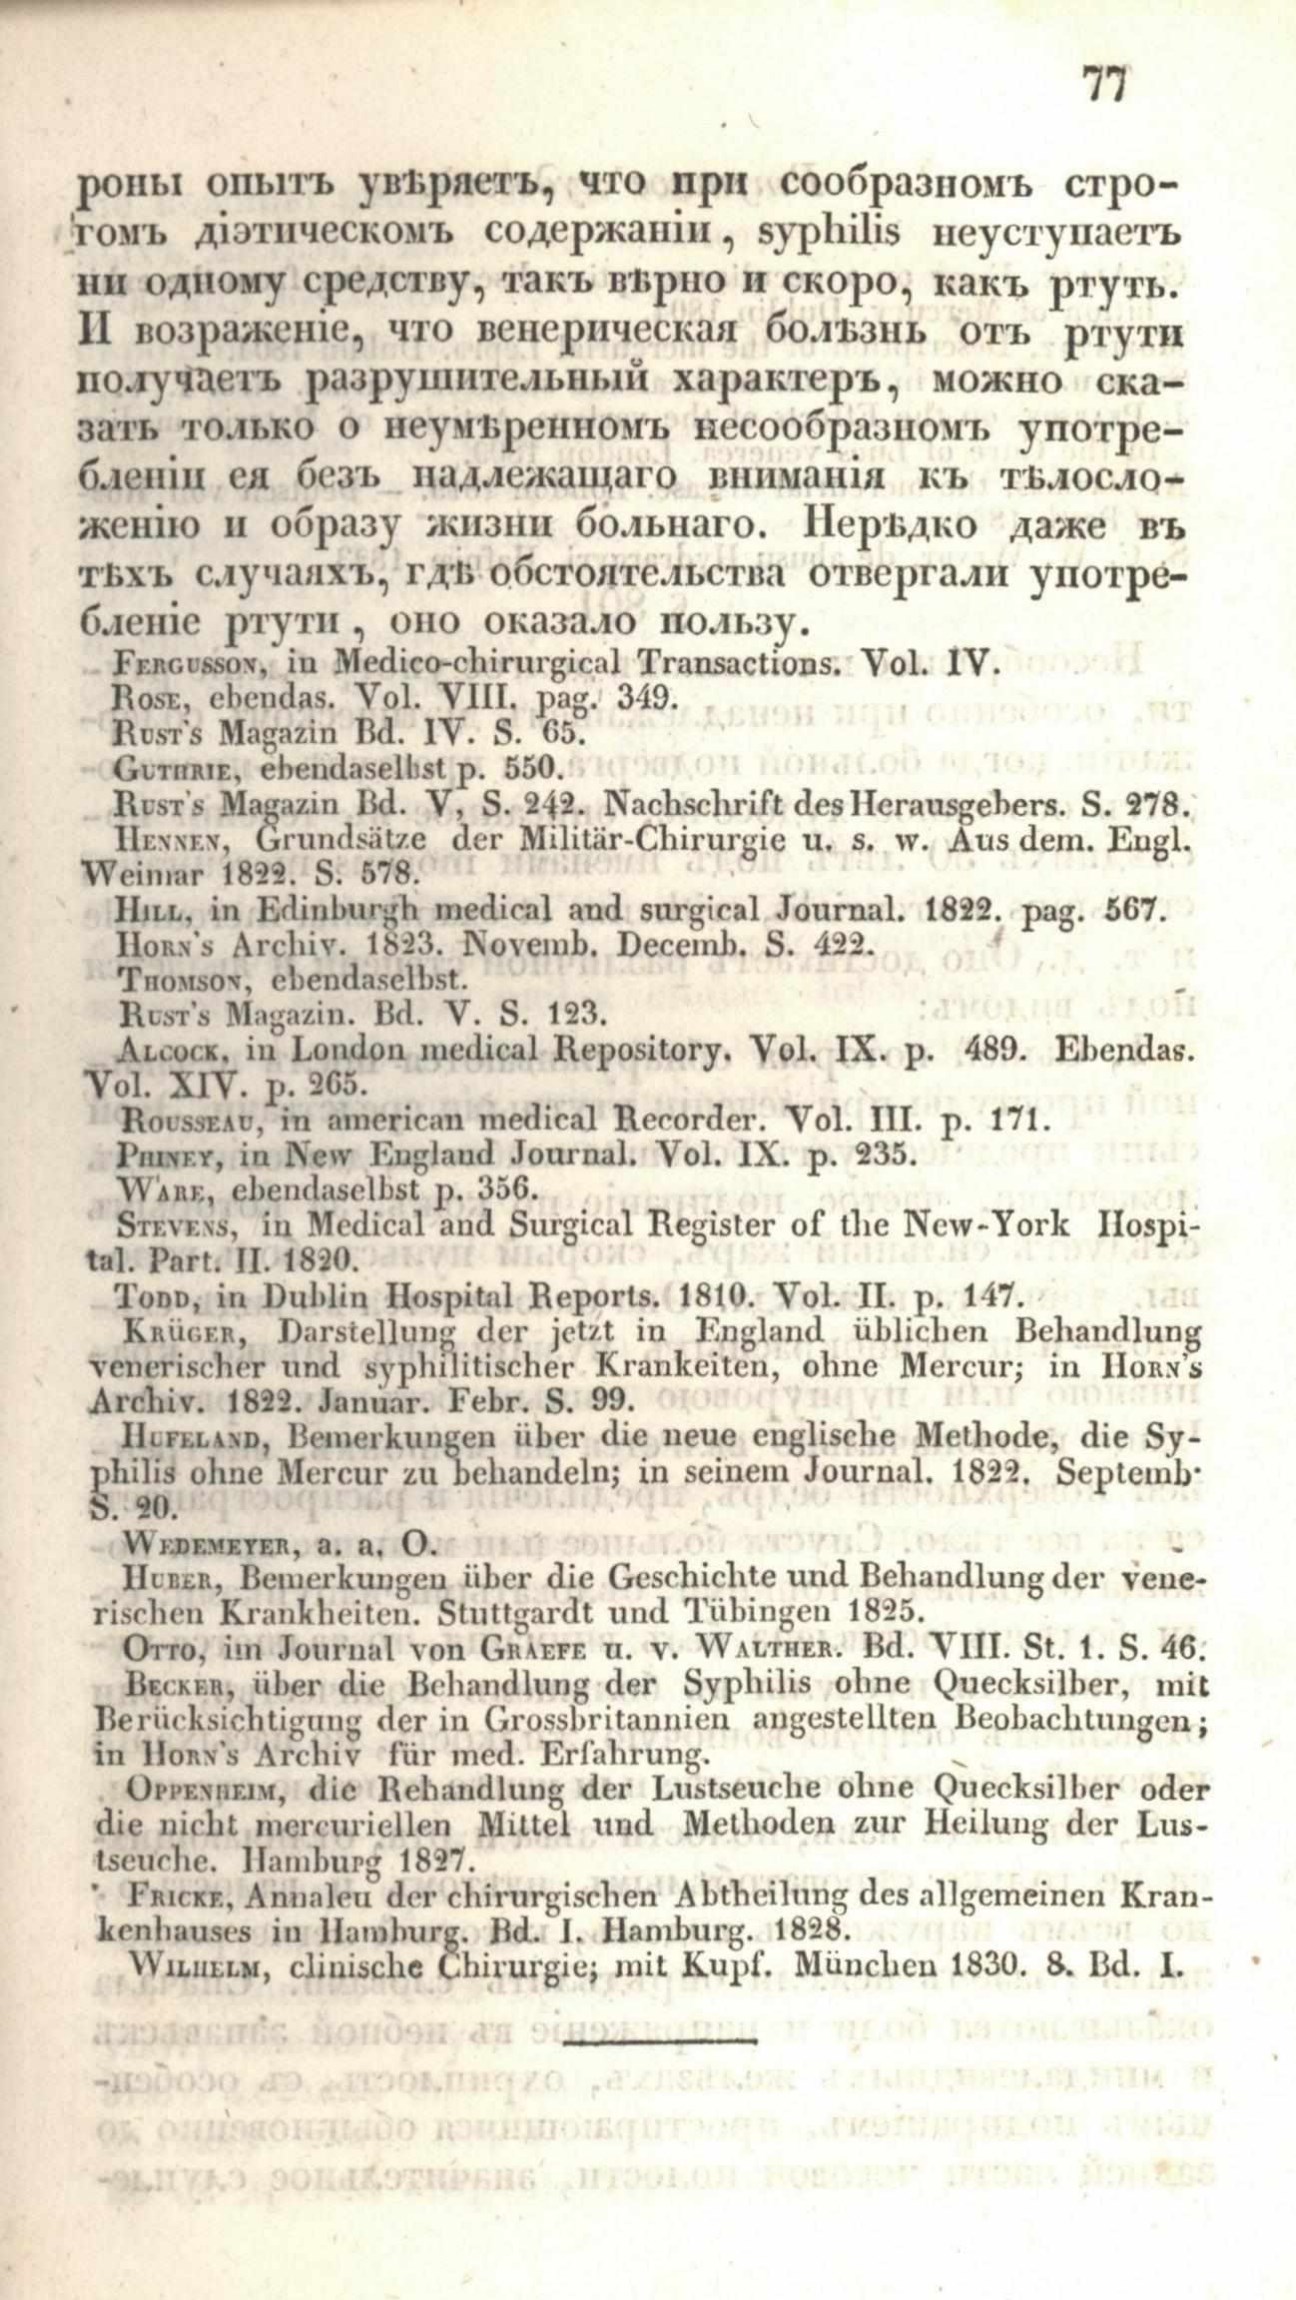 77
роны опытъ увѣряетъ, что при сообразномъ стро-
гомъ діэтическомъ содержаніи, syphilis неуступаетъ
ни одному средству, такъ вѣрно и скоро, какъ ртуть.
И возраженіе, что венерическая болѣзнь отъ ртути
получаетъ разрушительный характеръ, можно ска-
зать только о неумѣренномъ несообразномъ употре-
бленіи ея безъ надлежащаго вниманія къ тѣлосло-
женію и образу жизни больнаго. Нерѣдко даже въ
тѣхъ случаяхъ, гдѣ обстоятельства отвергали употре-
бленіе ртути, оно оказало пользу.
Fergusson, in Medico-chirurgical Transactions. Vol. IV.
Rose, ebendas. Vol. VIII. pag. 349.
Rust's Magazin Bd. IV. S. 65.
Guthrie, ebendaselbst p. 550.
Rust's Magazin Bd. V, S. 242. Nachschrift des Herausgebers. S. 278.
Hennen, Grundsätze der Militär-Chirurgie u. s. w. Aus dem. Engl.
Weimar 1822. S. 578.
Hill, in Edinburgh medical and surgical Journal. 1822. pag. 567.
Horn's Archiv. 1823. Novemb. Decemb. S. 422.
Thomson, ebendaselbst.
Rust's Magazin. Bd. V. S. 123.
Alcock, in London medical Repository. Vol. IX. p. 489. Ebendas.
Vol. XIV. p. 265.
Rousseau, in american medical Recorder. Vol. III. p. 171.
Phiney, in New England Journal. Vol. IX. p. 235.
Ware, ebendaselbst p. 356.
Stevens, in Medical and Surgical Register of the New-York Hospi-
tal. Part. II. 1820.
Todd, in Dublin Hospital Reports. 1810. Vol. II. p. 147.
Krüger, Darstellung der jetzt in England üblichen Behandlung
venerischer und syphilitischer Krankeiten, ohne Mercur; in Horn's
Archiv. 1822. Januar. Febr. S. 99.
Hufeland, Bemerkungen über die neue englische Methode, die Sy-
philis ohne Mercur zu behandeln; in seinem Journal. 1822. Septemb.
S. 20.
Wedemeyer, a. a. O.
Huber, Bemerkungen über die Geschichte und Behandlung der vene-
rischen Krankheiten. Stuttgardt und Tübingen 1825.
Otto, im Journal von Graefe u. v. Walther. Bd. VIII. St. 1. S. 46.
Becker, über die Behandlung der Syphilis ohne Quecksilber, mit
Berücksichtigung der in Grossbritannien angestellten Beobachtungen;
in Horn's Archiv für med. Erfahrung.
Oppenheim, die Rehandlung der Lustseuche ohne Quecksilber oder
die nicht mercuriellen Mittel und Methoden zur Heilung der Lus-
tseuche. Hamburg 1827.
Fricke, Annalen der chirurgischen Abtheilung des allgemeinen Kran-
kenhauses in Hamburg. Bd. I. Hamburg. 1828.
Wilhelm, clinische Chirurgie; mit Kupf. München 1830. 8. Bd. I.